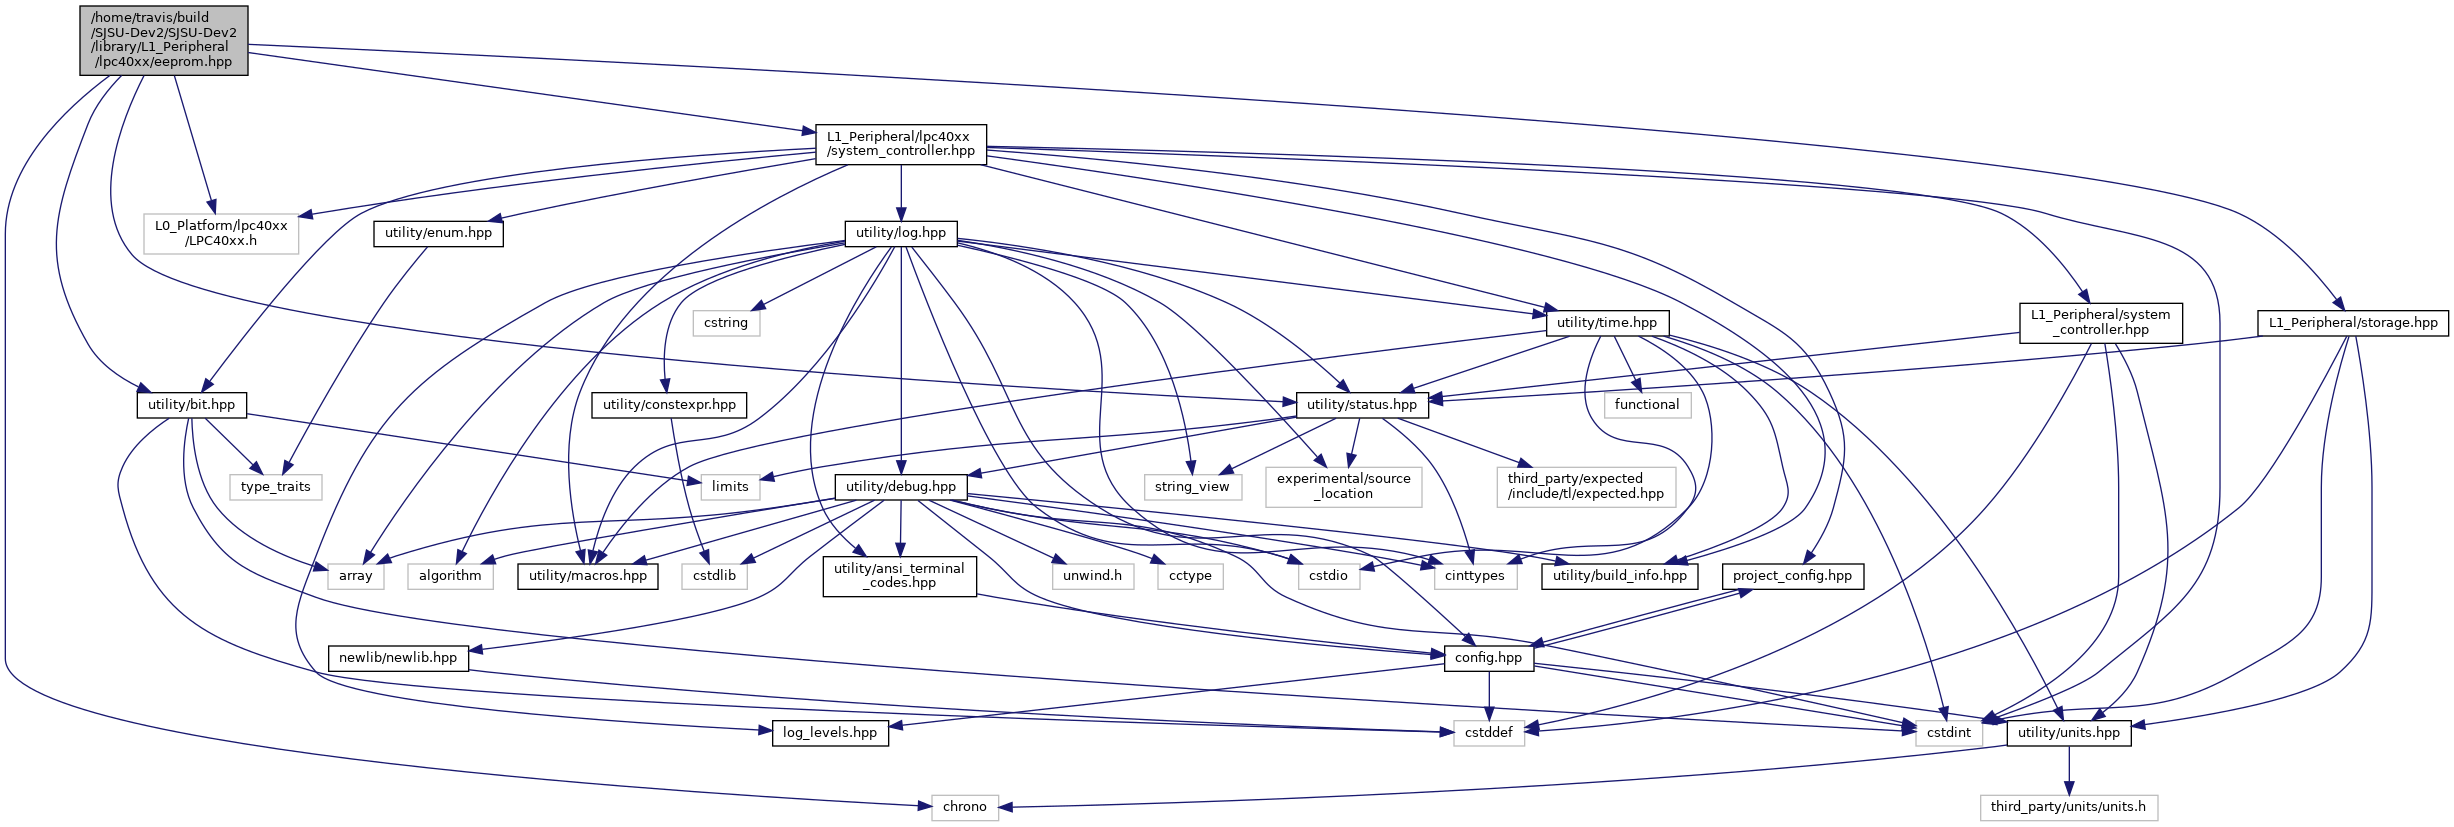 /home/travis/build
/SJSU-Dev2/SJSU-Dev2
/library/L1_Peripheral
/lpc40xx/eeprom.hpp
L1_Peripheral/lpc40xx
/system_controller.hpp
L0_Platform/lpc40xx
/LPC40xx.h
utility/enum.hpp
utility/log.hpp
cstring
utility/time.hpp
L1_Peripheral/system
_controller.hpp
L1_Peripheral/storage.hpp
utility/bit.hpp
utility/constexpr.hpp
utility/status.hpp
functional
type_traits
limits
utility/debug.hpp
string_view
experimental/source
_location
third_party/expected
/include/tl/expected.hpp
array
algorithm
utility/macros.hpp
cstdlib
utility/ansi_terminal
_codes.hpp
unwind.h
cctype
cstdio
cinttypes
utility/build_info.hpp
project_config.hpp
newlib/newlib.hpp
config.hpp
log_levels.hpp
cstddef
cstdint
utility/units.hpp
chrono
third_party/units/units.h